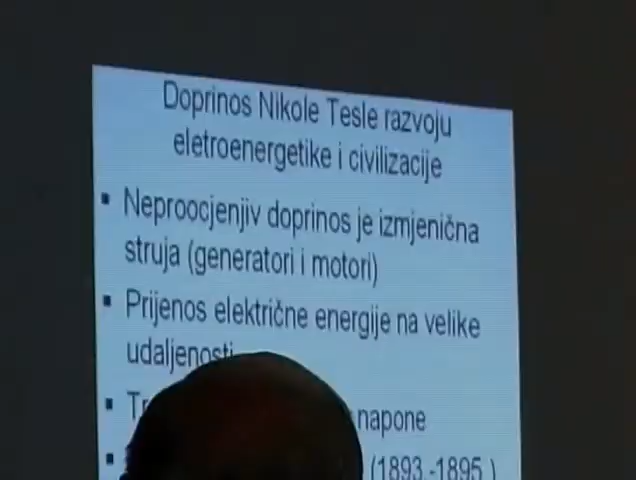 Doprinos Nikole Tesle razvoju
eletroenergetike i civilizacije
▪ Neproocjenjiv doprinos je izmjenična
struja (generatori i motori)
▪ Prijenos električne energije na velike
udaljenosti
▪ napone
▪ (1893.-1895.)